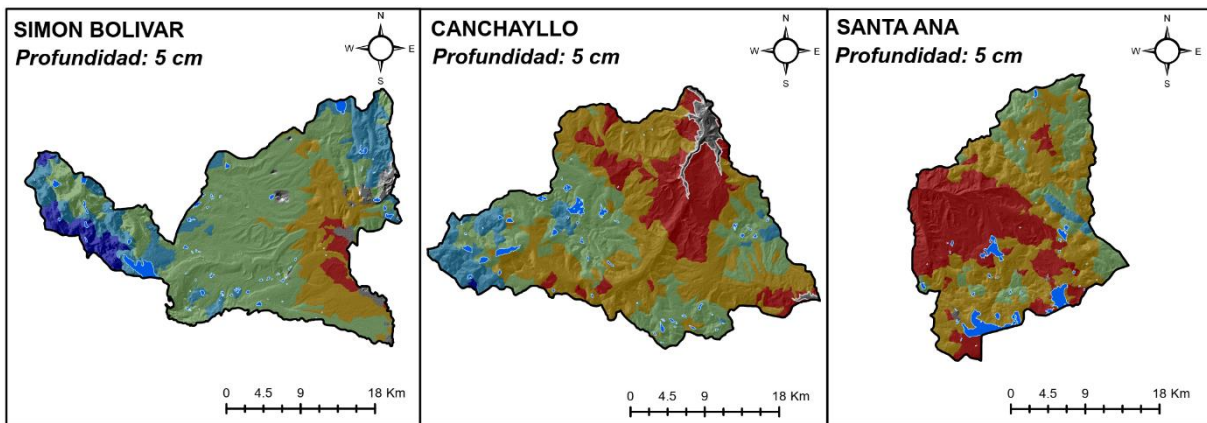 SIMON BOLIVAR
Profundidad: 5 cm
N
W E
S
0 4.5 9 18 Km
CANCHAYLLO
Profundidad: 5 cm
N
W E
S
0 4.5 9 18 Km
SANTA ANA
Profundidad: 5 cm
N
W E
S
0 4.5 9 18 Km